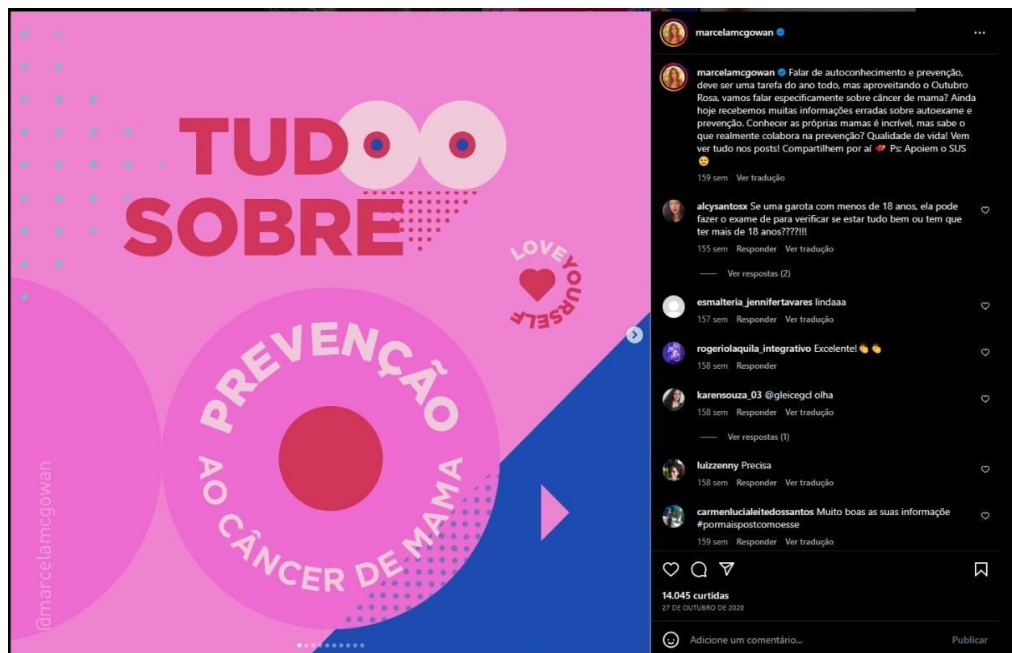 TUDO
SOBRE
LOVE YOURSELF
PREVENÇÃO
AO CÂNCER DE MAMA
@marcelamcgowan
marcelamcgowan
marcelamcgowan Falar de autoconhecimento e prevenção,
deve ser uma tarefa do ano todo, mas aproveitando o Outubro
Rosa, vamos falar especificamente sobre câncer de mama? Ainda
hoje recebemos muitas informações erradas sobre autoexame e
prevenção. Conhecer as próprias mamas é incrível, mas sabe o
que realmente colabora na prevenção? Qualidade de vida! Vem
ver tudo nos posts! Compartilhem por aí 💖 Ps: Apoiem o SUS
😉
159 sem Ver tradução
alcysantosx Se uma garota com menos de 18 anos, ela pode
fazer o exame de para verificar se estar tudo bem ou tem que
ter mais de 18 anos????!!!
155 sem Responder Ver tradução
Ver respostas (2)
esmalteria_jennifertavares lindaaa
157 sem Responder Ver tradução
rogeriolaquila_integrativo Excelente!👏👏
158 sem Responder
karensouza_03 @gleicegcl olha
158 sem Responder Ver tradução
Ver respostas (1)
luizzenny Precisa
158 sem Responder Ver tradução
carmenlucialeitedossantos Muito boas as suas informaçõe
#pormaispostcomoesse
159 sem Responder Ver tradução
14.045 curtidas
27 DE OUTUBRO DE 2020
Adicione um comentário...
Publicar